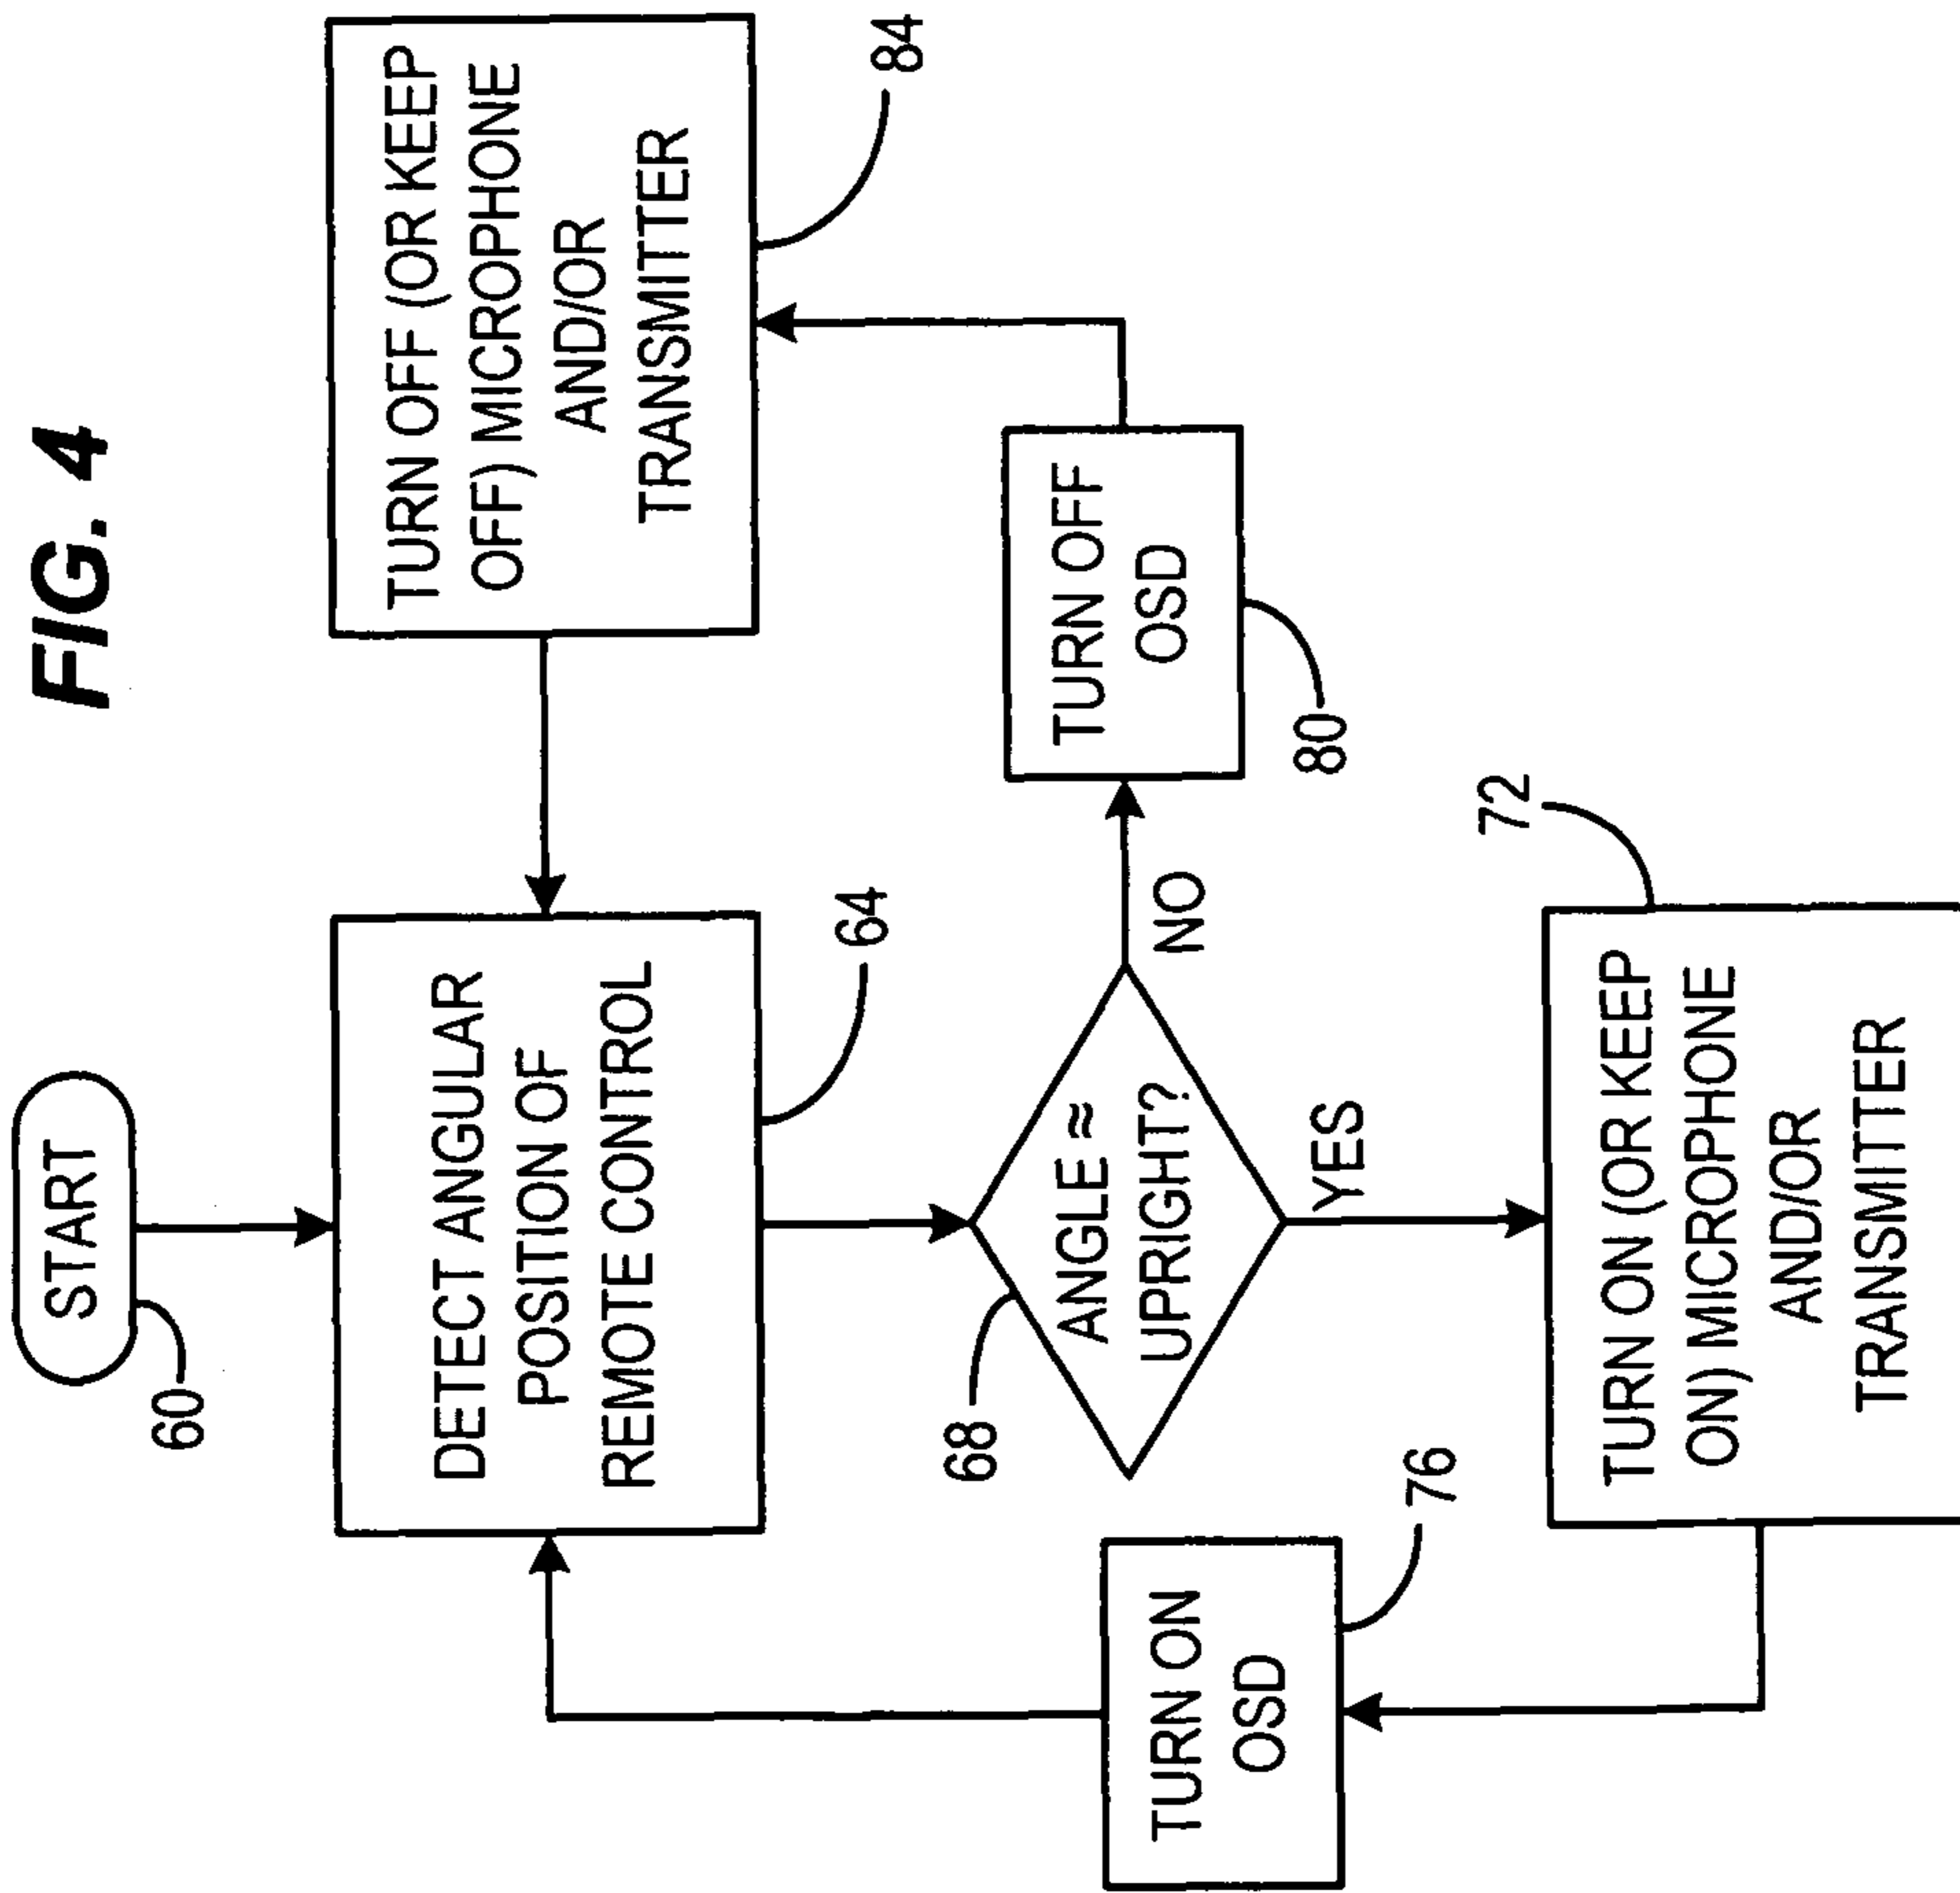 FIG. 4
START
60
DETECT ANGULAR
POSITION OF
REMOTE CONTROL
64
TURN OFF (OR KEEP
OFF) MICROPHONE
AND/OR
TRANSMITTER
84
68
ANGLE ≈
UPRIGHT?
NO
YES
TURN OFF
OSD
80
TURN ON
OSD
76
72
TURN ON (OR KEEP
ON) MICROPHONE
AND/OR
TRANSMITTER